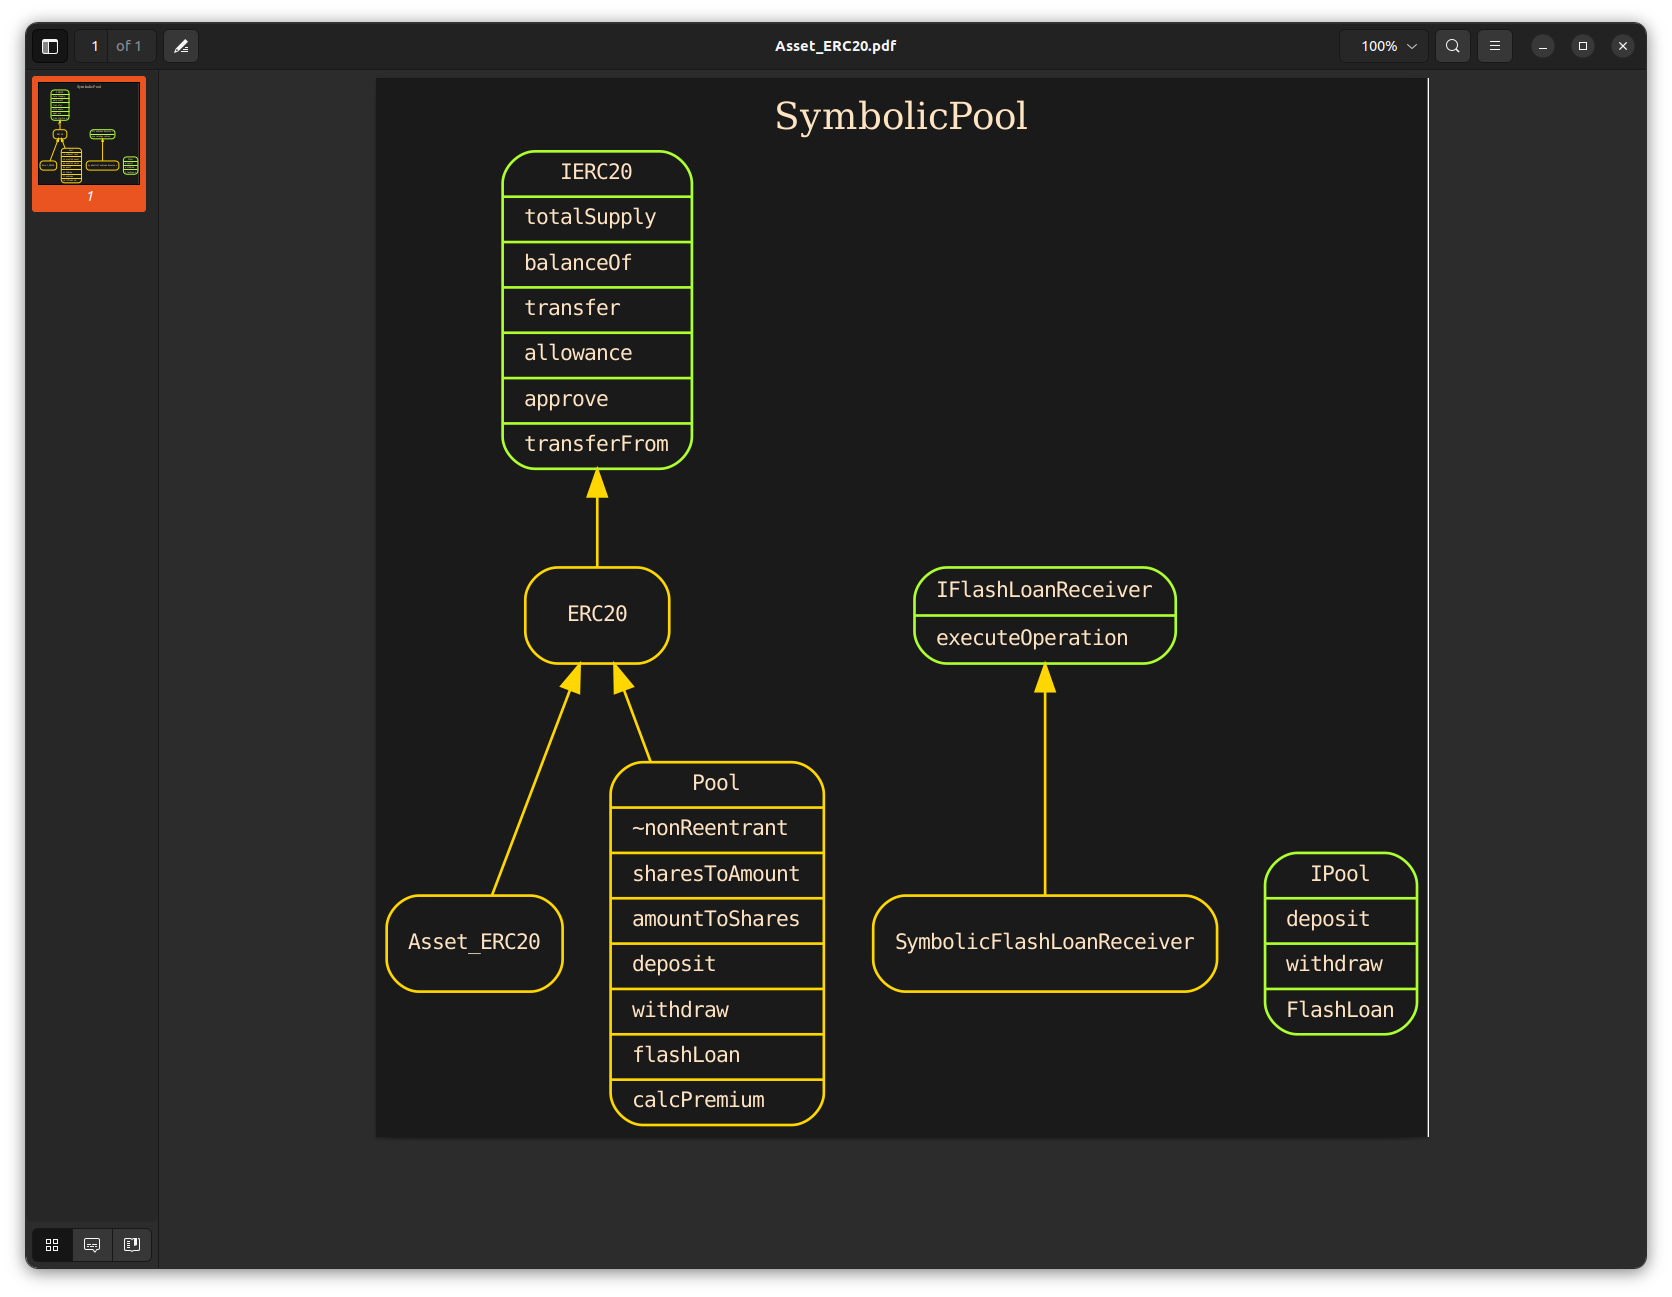 1 of 1
Asset_ERC20.pdf
100%
1
SymbolicPool
IERC20
totalSupply
balanceOf
transfer
allowance
approve
transferFrom
ERC20
IFlashLoanReceiver
executeOperation
Asset_ERC20
Pool
~nonReentrant
sharesToAmount
amountToShares
deposit
withdraw
flashLoan
calcPremium
SymbolicFlashLoanReceiver
IPool
deposit
withdraw
FlashLoan